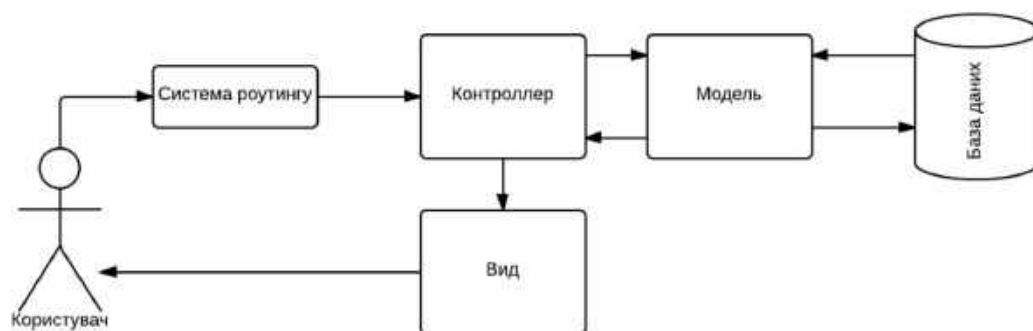 Система роутингу
Контроллер
Модель
База даних
Вид
Користувач